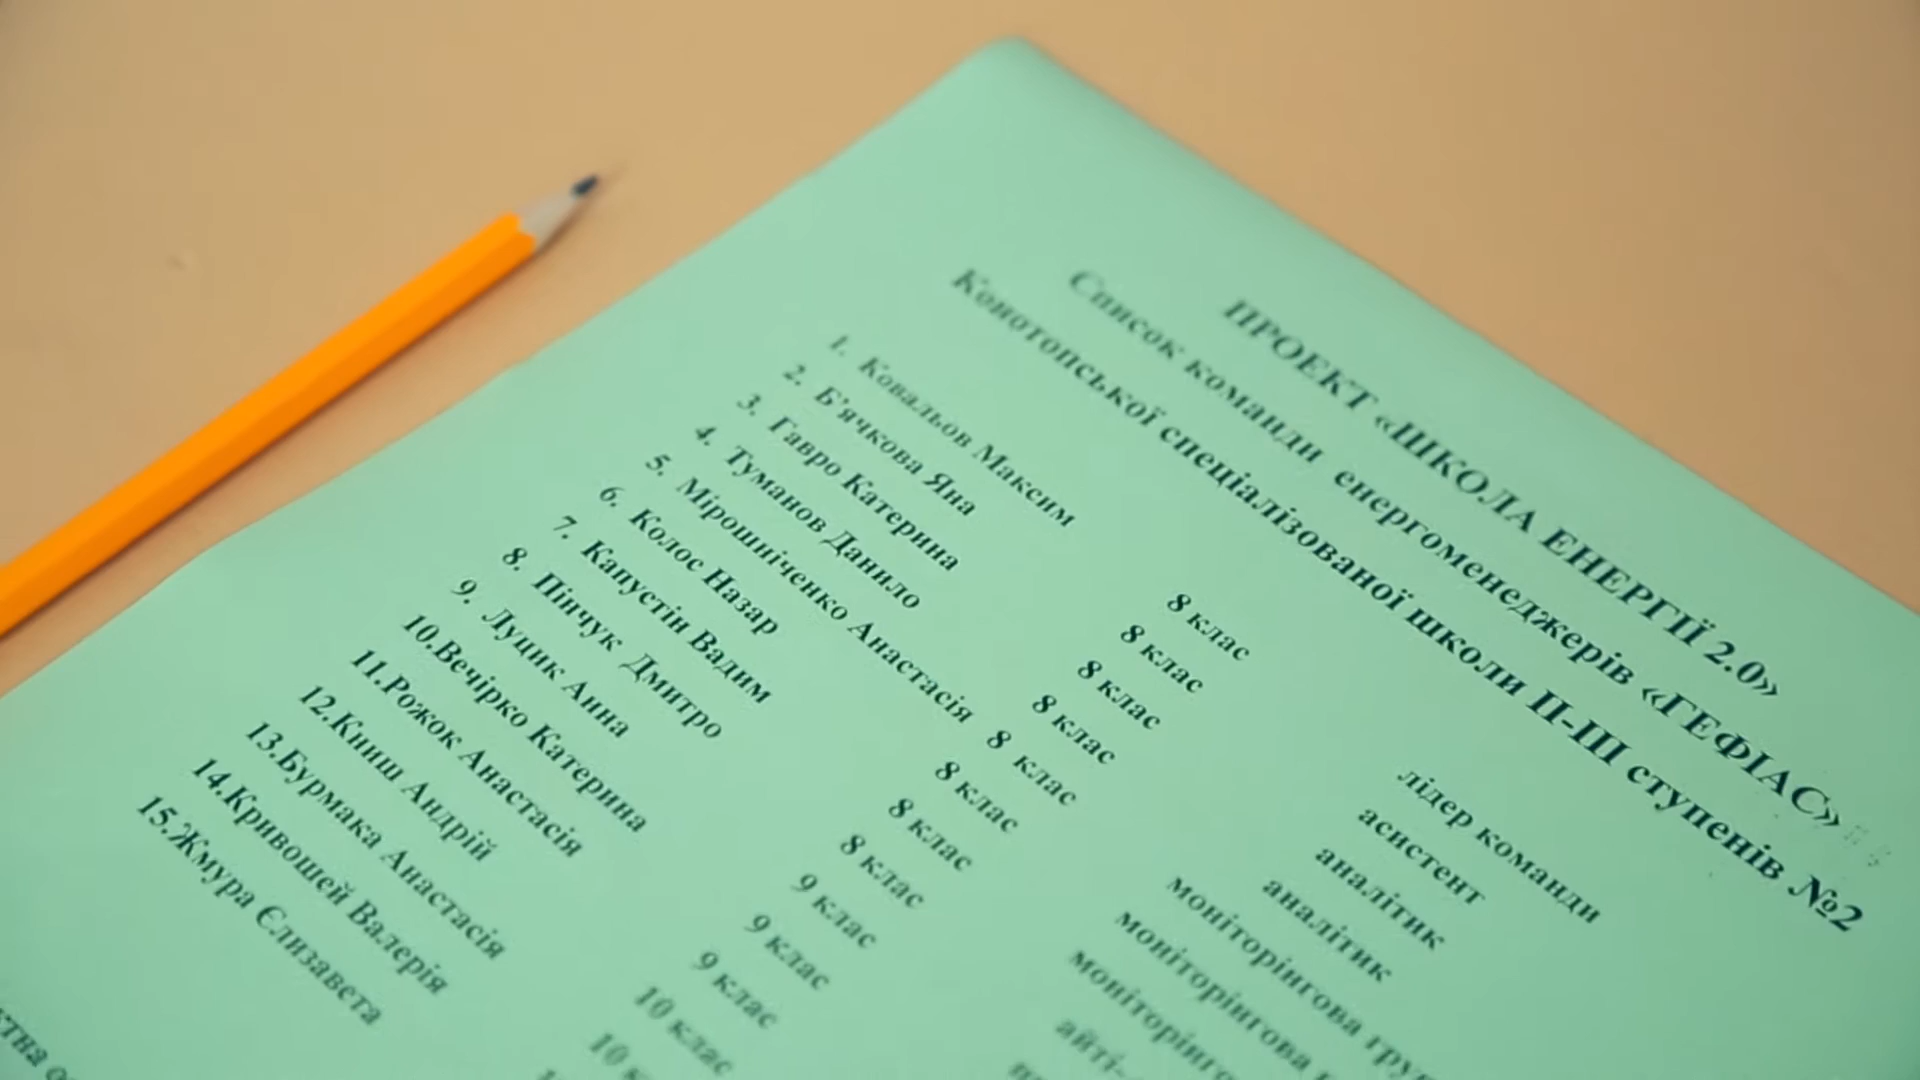 ПРОЕКТ «ШКОЛА ЕНЕРГІЇ 2.0»
Список команди енергоменеджерів «ГЕФІАС»
Конотопської спеціалізованої школи ІІ-ІІІ ступенів №2
1. Ковальов Максим 8 клас лідер команди
2. Б'ячкова Яна 8 клас асистент
3. Гавро Катерина 8 клас аналітик
4. Туманов Данило 8 клас аналітик
5. Мірошніченко Анастасія 8 клас моніторінгова
6. Колос Назар 8 клас моніторінгова
7. Капустін Вадим 8 клас
8. Пінчук Дмитро 8 клас айті-
9. Луцик Анна 9 клас
10.Вечірко Катерина 9 клас
11.Рожок Анастасія 9 клас
12.Книш Андрій 10 клас
13.Бурмака Анастасія 10 клас
14.Кривошей Валерія
15.Жмура Єлизавета